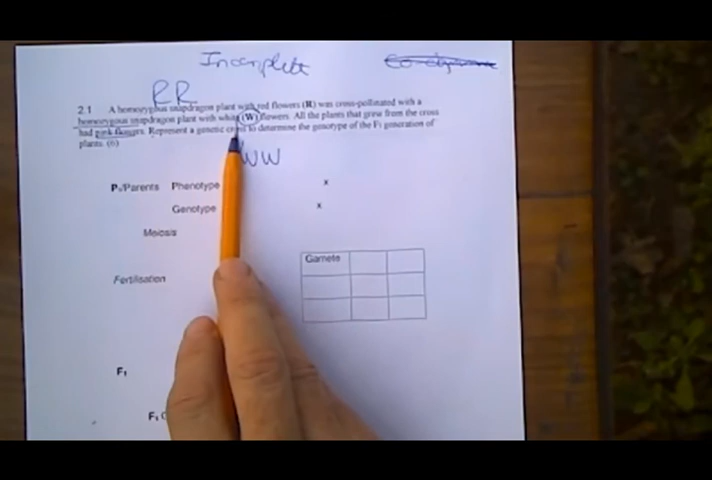 Incomplete
RR
2.1 A homozygous snapdragon plant with red flowers (R) was cross-pollinated with a
homozygous snapdragon plant with white (W) flowers. All the plants that grew from the cross
had pink flowers. Represent a genetic cross to determine the genotype of the F₁ generation of
plants. (6)
WW
P₁/Parents Phenotype x
Genotype x
Meiosis
Gamete
Fertilisation
F₁
F₁